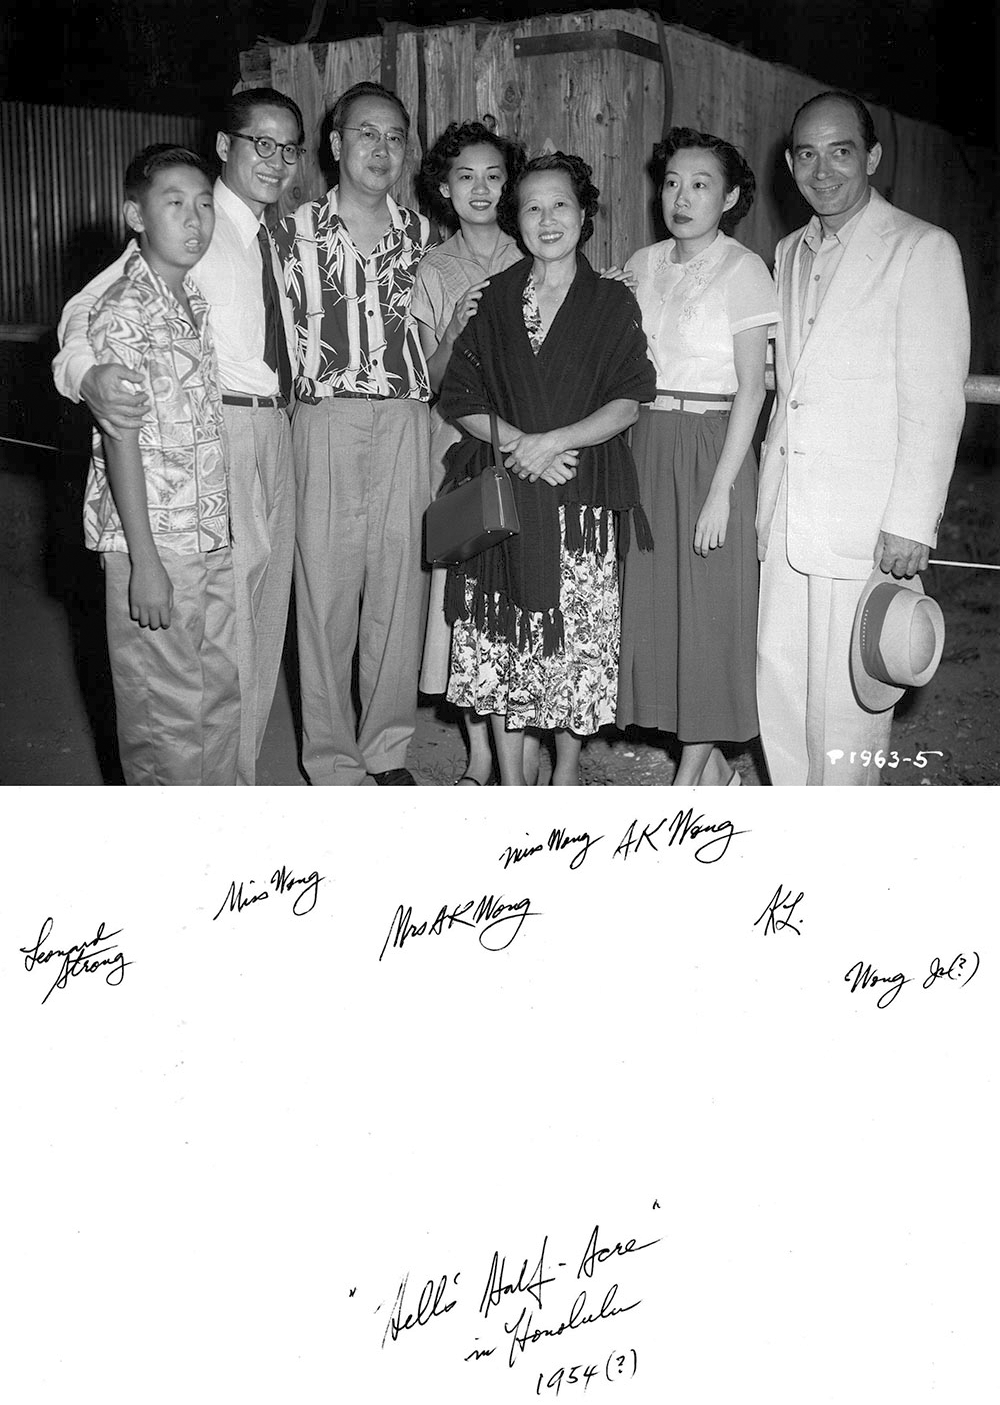 P1963-5
Miss Wong AK Wong
Miss Wong
Mrs AK Wong
KL.
Leonard
Strong
Wong Jr(?)
"Hell's Half-Acre"
in Honolulu
1954(?)